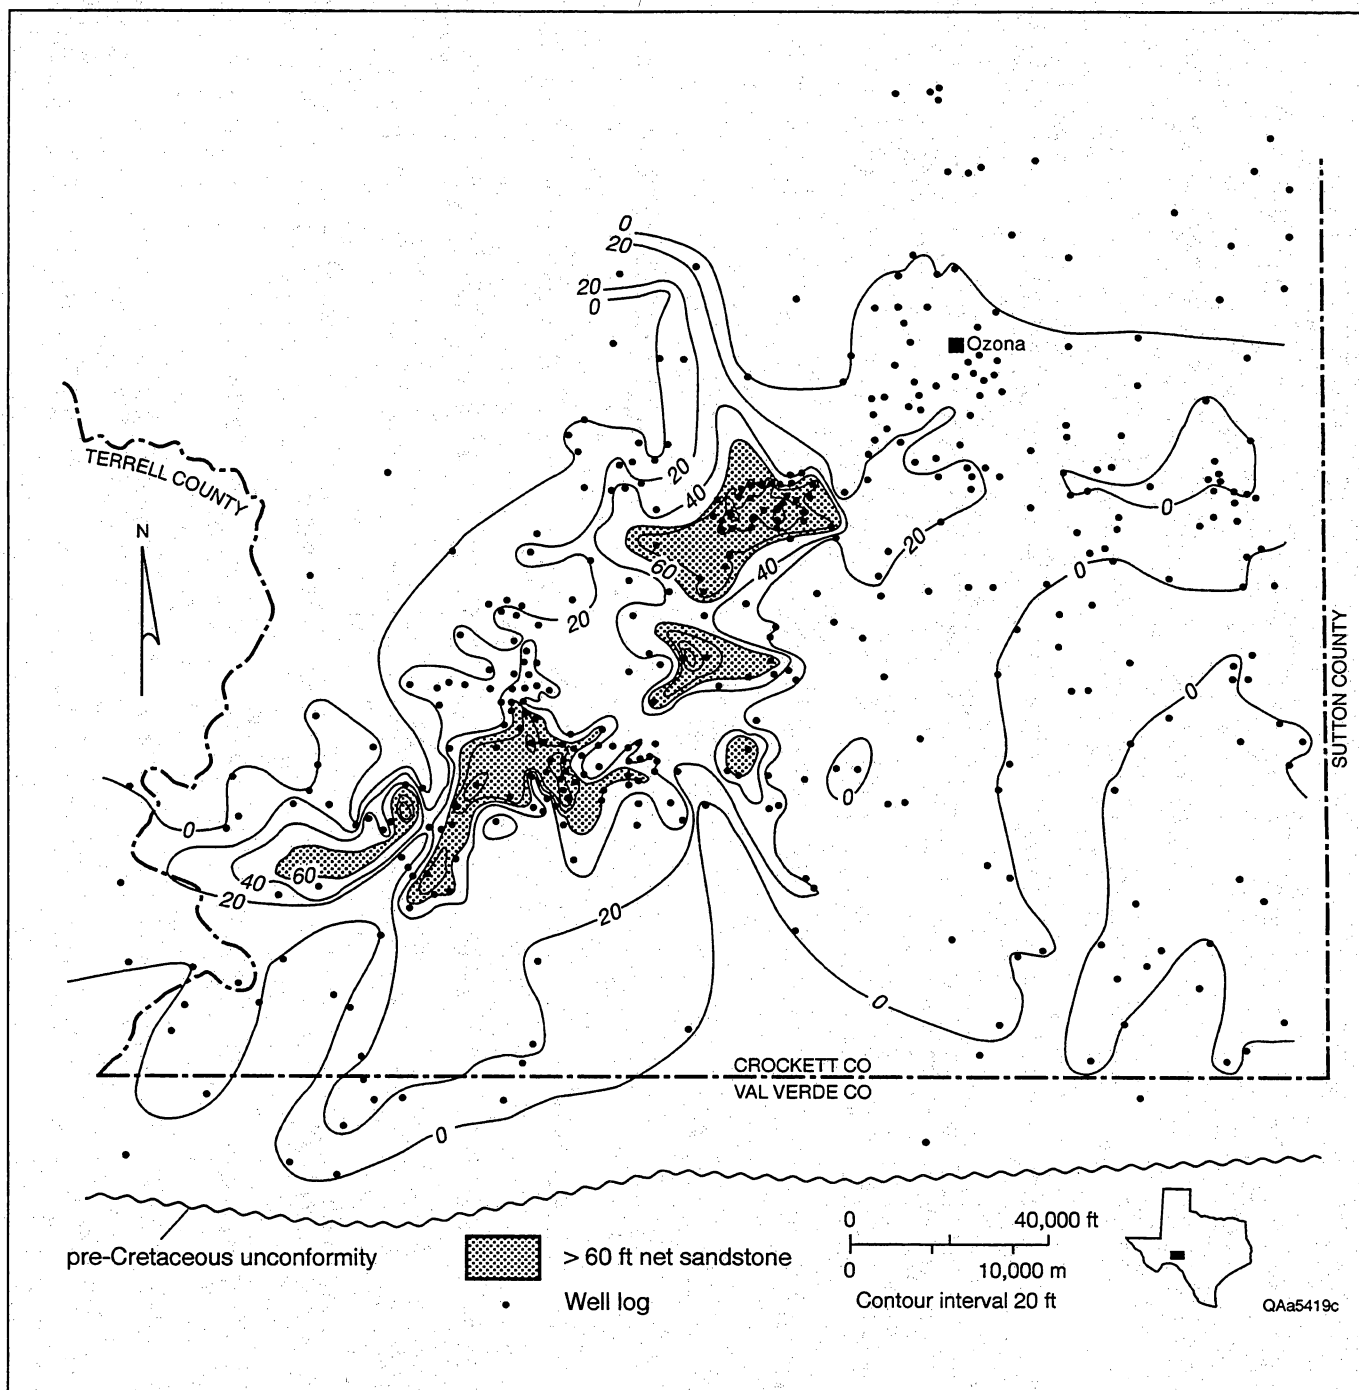 0
20
20
0
Ozona
TERRELL COUNTY
N
20
40
0
20
60
40
0
20
0
SUTTON COUNTY
0
0
40
60
20
20
0
0
CROCKETT CO
VAL VERDE CO
0
pre-Cretaceous unconformity
> 60 ft net sandstone
Well log
0 40,000 ft
0 10,000 m
Contour interval 20 ft
QAa5419c